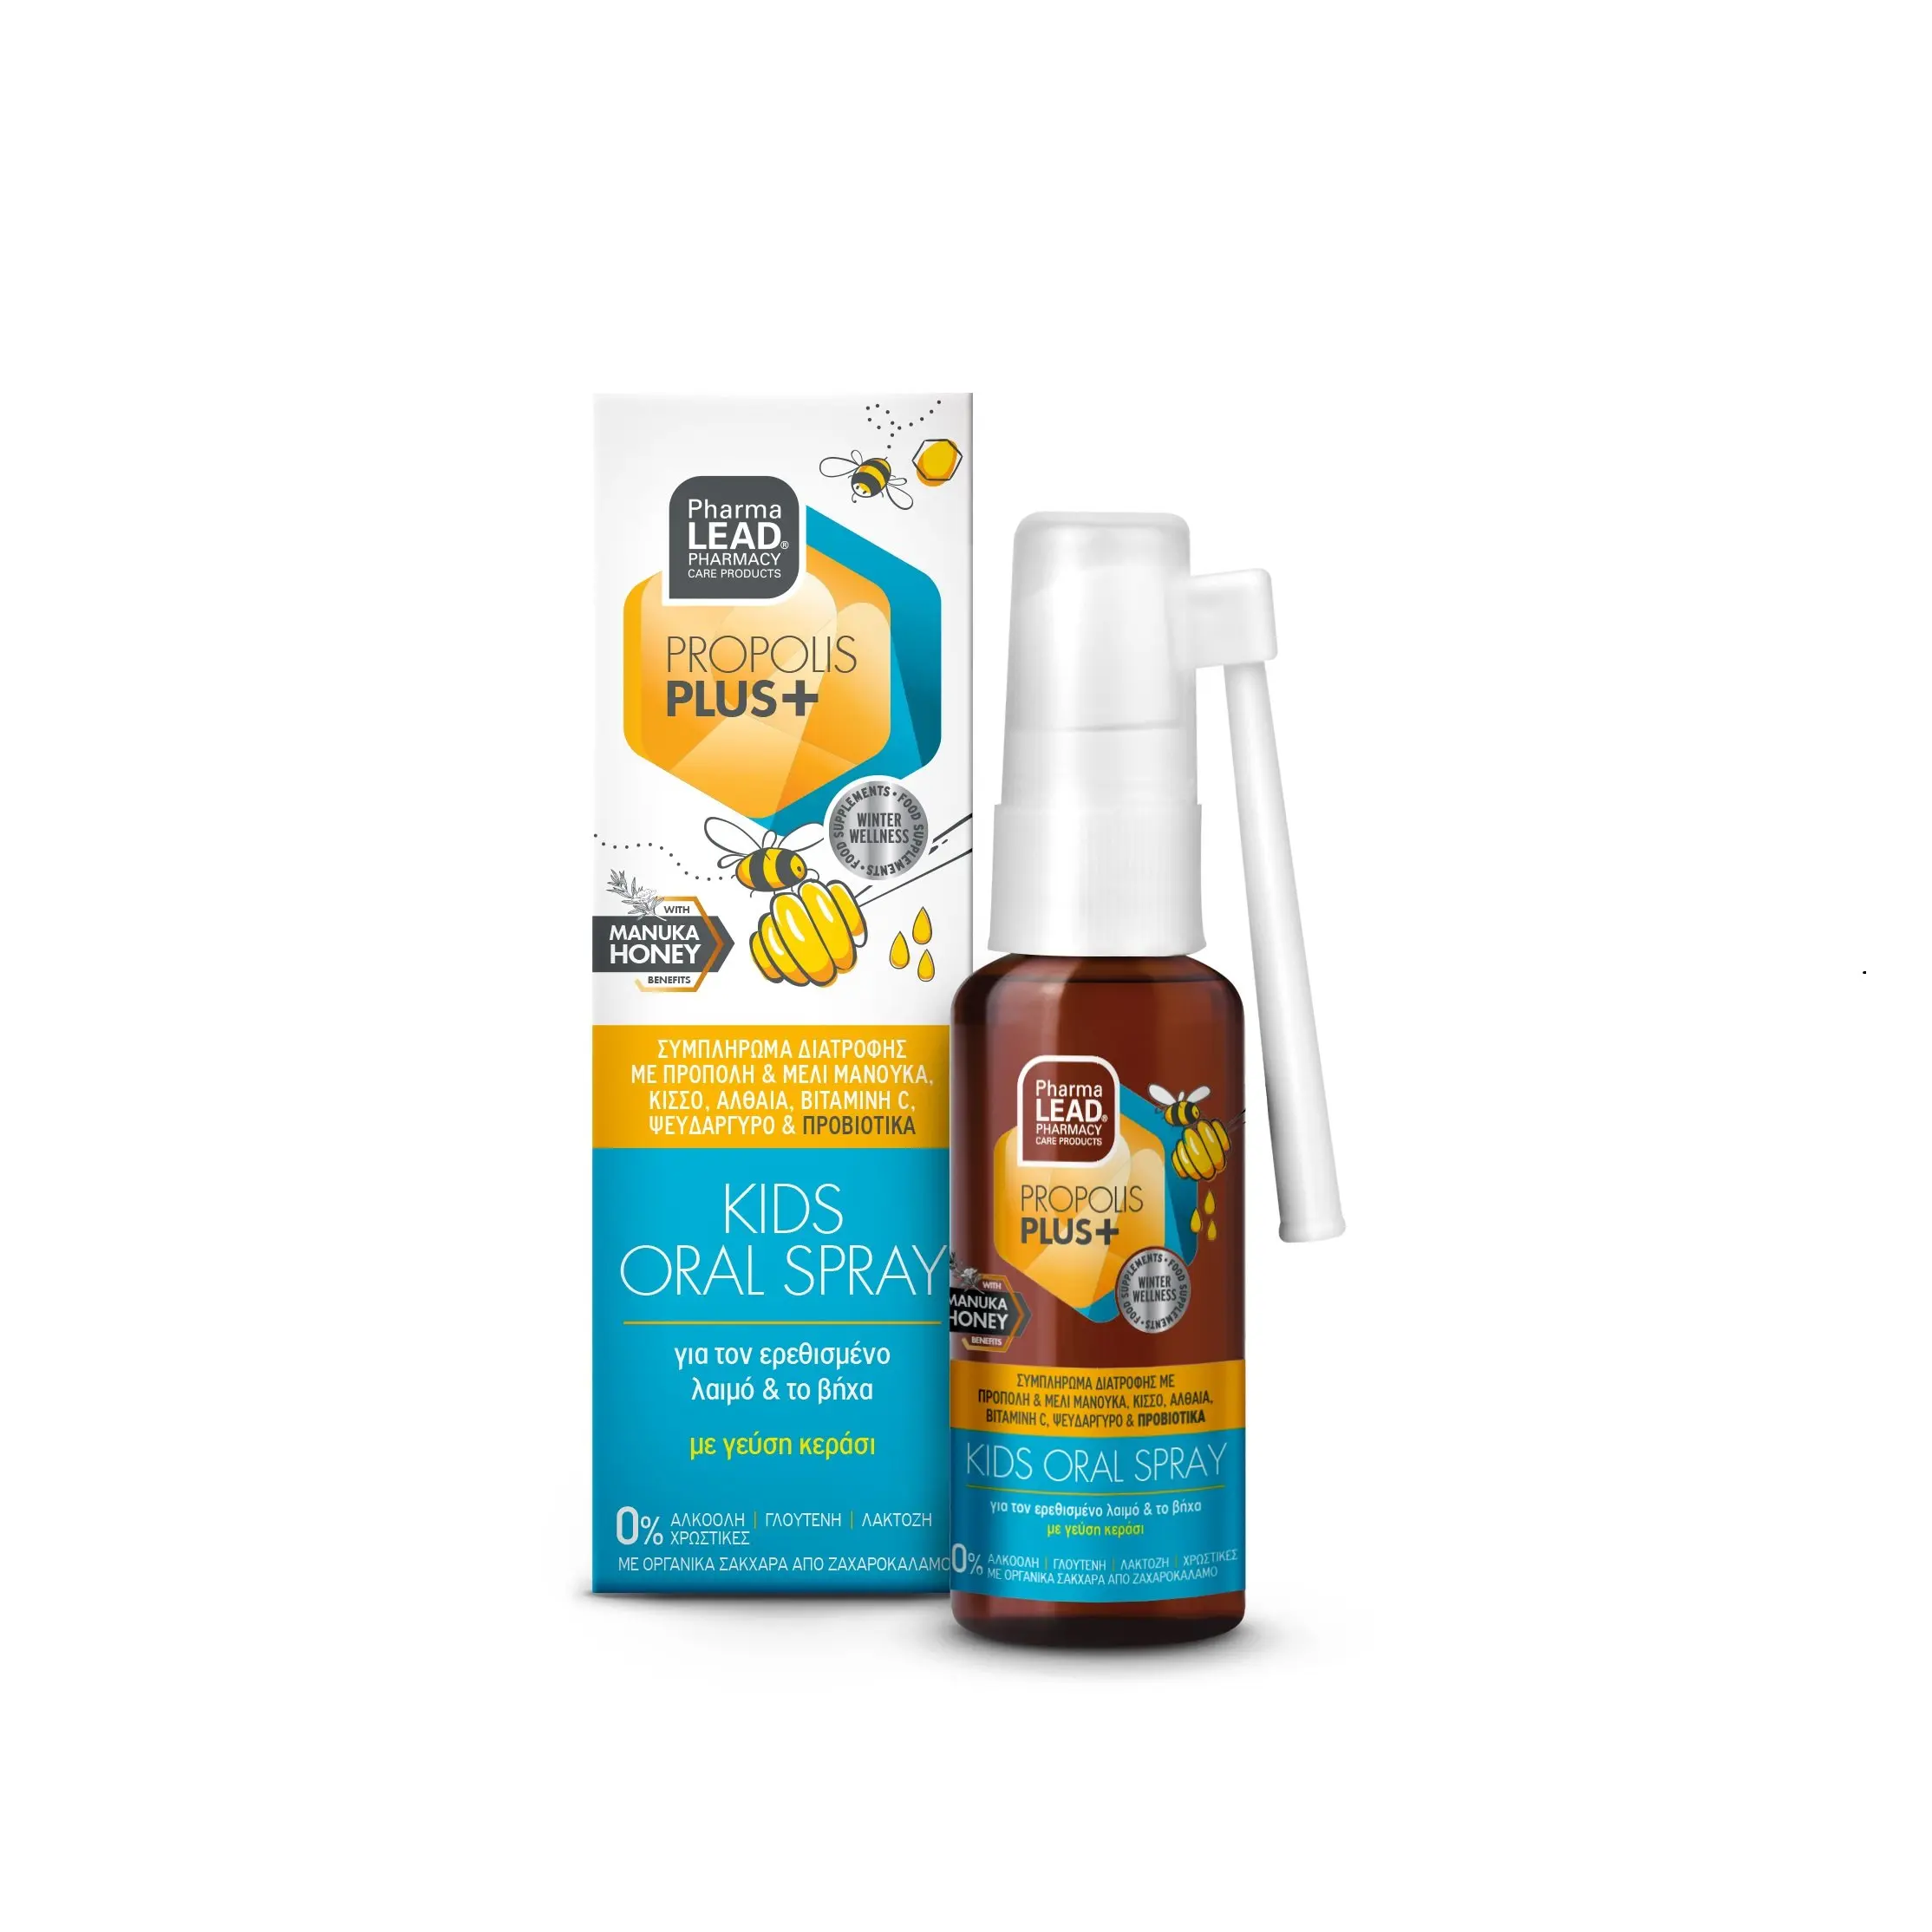 Pharma
LEAD®
PHARMACY
CARE PRODUCTS
PROPOLIS
PLUS+
FOOD SUPPLEMENTS • FOOD SUPPLEMENTS •
WINTER
WELLNESS
WITH
MANUKA
HONEY
BENEFITS
ΣΥΜΠΛΗΡΩΜΑ ΔΙΑΤΡΟΦΗΣ
ΜΕ ΠΡΟΠΟΛΗ & ΜΕΛΙ ΜΑΝΟΥΚΑ,
ΚΙΣΣΟ, ΑΛΘΑΙΑ, ΒΙΤΑΜΙΝΗ C,
ΨΕΥΔΑΡΓΥΡΟ & ΠΡΟΒΙΟΤΙΚΑ
KIDS
ORAL SPRAY
για τον ερεθισμένο
λαιμό & το βήχα
με γεύση κεράσι
0% ΑΛΚΟΟΛΗ | ΓΛΟΥΤΕΝΗ | ΛΑΚΤΟΖΗ
ΧΡΩΣΤΙΚΕΣ
ΜΕ ΟΡΓΑΝΙΚΑ ΣΑΚΧΑΡΑ ΑΠΟ ΖΑΧΑΡΟΚΑΛΑΜΟ
Pharma
LEAD®
PHARMACY
CARE PRODUCTS
PROPOLIS
PLUS+
FOOD SUPPLEMENTS • FOOD SUPPLEMENTS •
WINTER
WELLNESS
WITH
MANUKA
HONEY
BENEFITS
ΣΥΜΠΛΗΡΩΜΑ ΔΙΑΤΡΟΦΗΣ ΜΕ
ΠΡΟΠΟΛΗ & ΜΕΛΙ ΜΑΝΟΥΚΑ, ΚΙΣΣΟ, ΑΛΘΑΙΑ,
ΒΙΤΑΜΙΝΗ C, ΨΕΥΔΑΡΓΥΡΟ & ΠΡΟΒΙΟΤΙΚΑ
KIDS ORAL SPRAY
για τον ερεθισμένο λαιμό & το βήχα
με γεύση κεράσι
0% ΑΛΚΟΟΛΗ | ΓΛΟΥΤΕΝΗ | ΛΑΚΤΟΖΗ | ΧΡΩΣΤΙΚΕΣ
ΜΕ ΟΡΓΑΝΙΚΑ ΣΑΚΧΑΡΑ ΑΠΟ ΖΑΧΑΡΟΚΑΛΑΜΟ